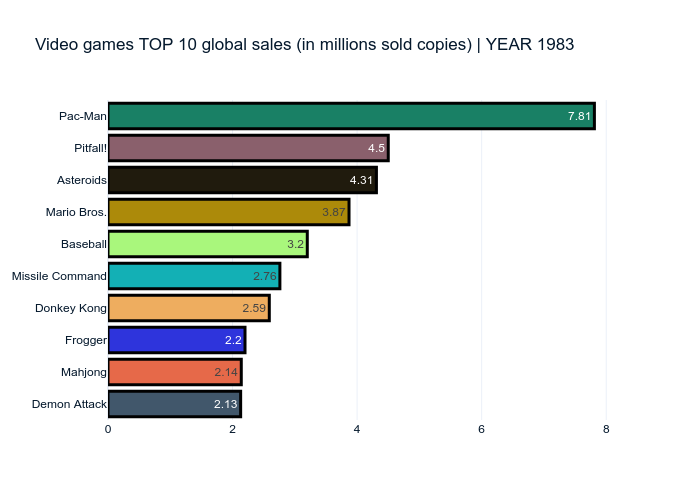 Video games TOP 10 global sales (in millions sold copies) | YEAR 1983
Pac-Man 7.81
Pitfall! 4.5
Asteroids 4.31
Mario Bros. 3.87
Baseball 3.2
Missile Command 2.76
Donkey Kong 2.59
Frogger 2.2
Mahjong 2.14
Demon Attack 2.13
0 2 4 6 8